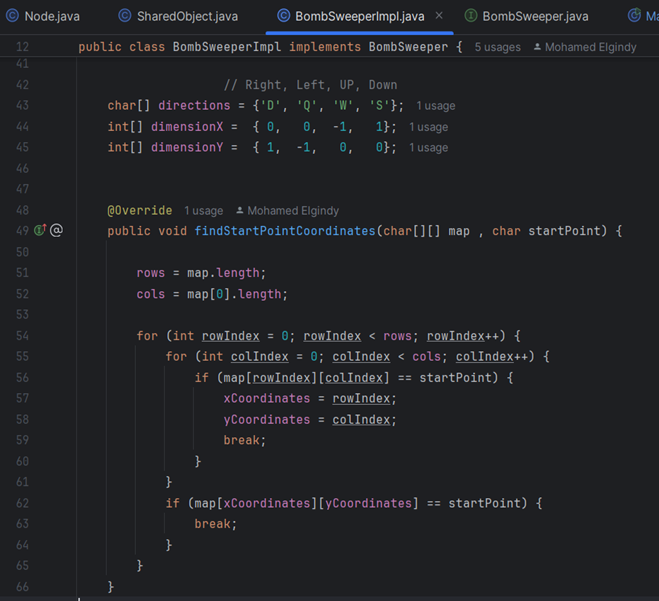 Node.java SharedObject.java BombSweeperImpl.java BombSweeper.java Ma
12 public class BombSweeperImpl implements BombSweeper { 5 usages Mohamed Elgindy
41
42 // Right, Left, UP, Down
43 char[] directions = {'D', 'Q', 'W', 'S'}; 1 usage
44 int[] dimensionX = { 0, 0, -1, 1}; 1 usage
45 int[] dimensionY = { 1, -1, 0, 0}; 1 usage
46
47
48 @Override 1 usage Mohamed Elgindy
49 public void findStartPointCoordinates(char[][] map , char startPoint) {
50
51 rows = map.length;
52 cols = map[0].length;
53
54 for (int rowIndex = 0; rowIndex < rows; rowIndex++) {
55 for (int colIndex = 0; colIndex < cols; colIndex++) {
56 if (map[rowIndex][colIndex] == startPoint) {
57 xCoordinates = rowIndex;
58 yCoordinates = colIndex;
59 break;
60 }
61 }
62 if (map[xCoordinates][yCoordinates] == startPoint) {
63 break;
64 }
65 }
66 }